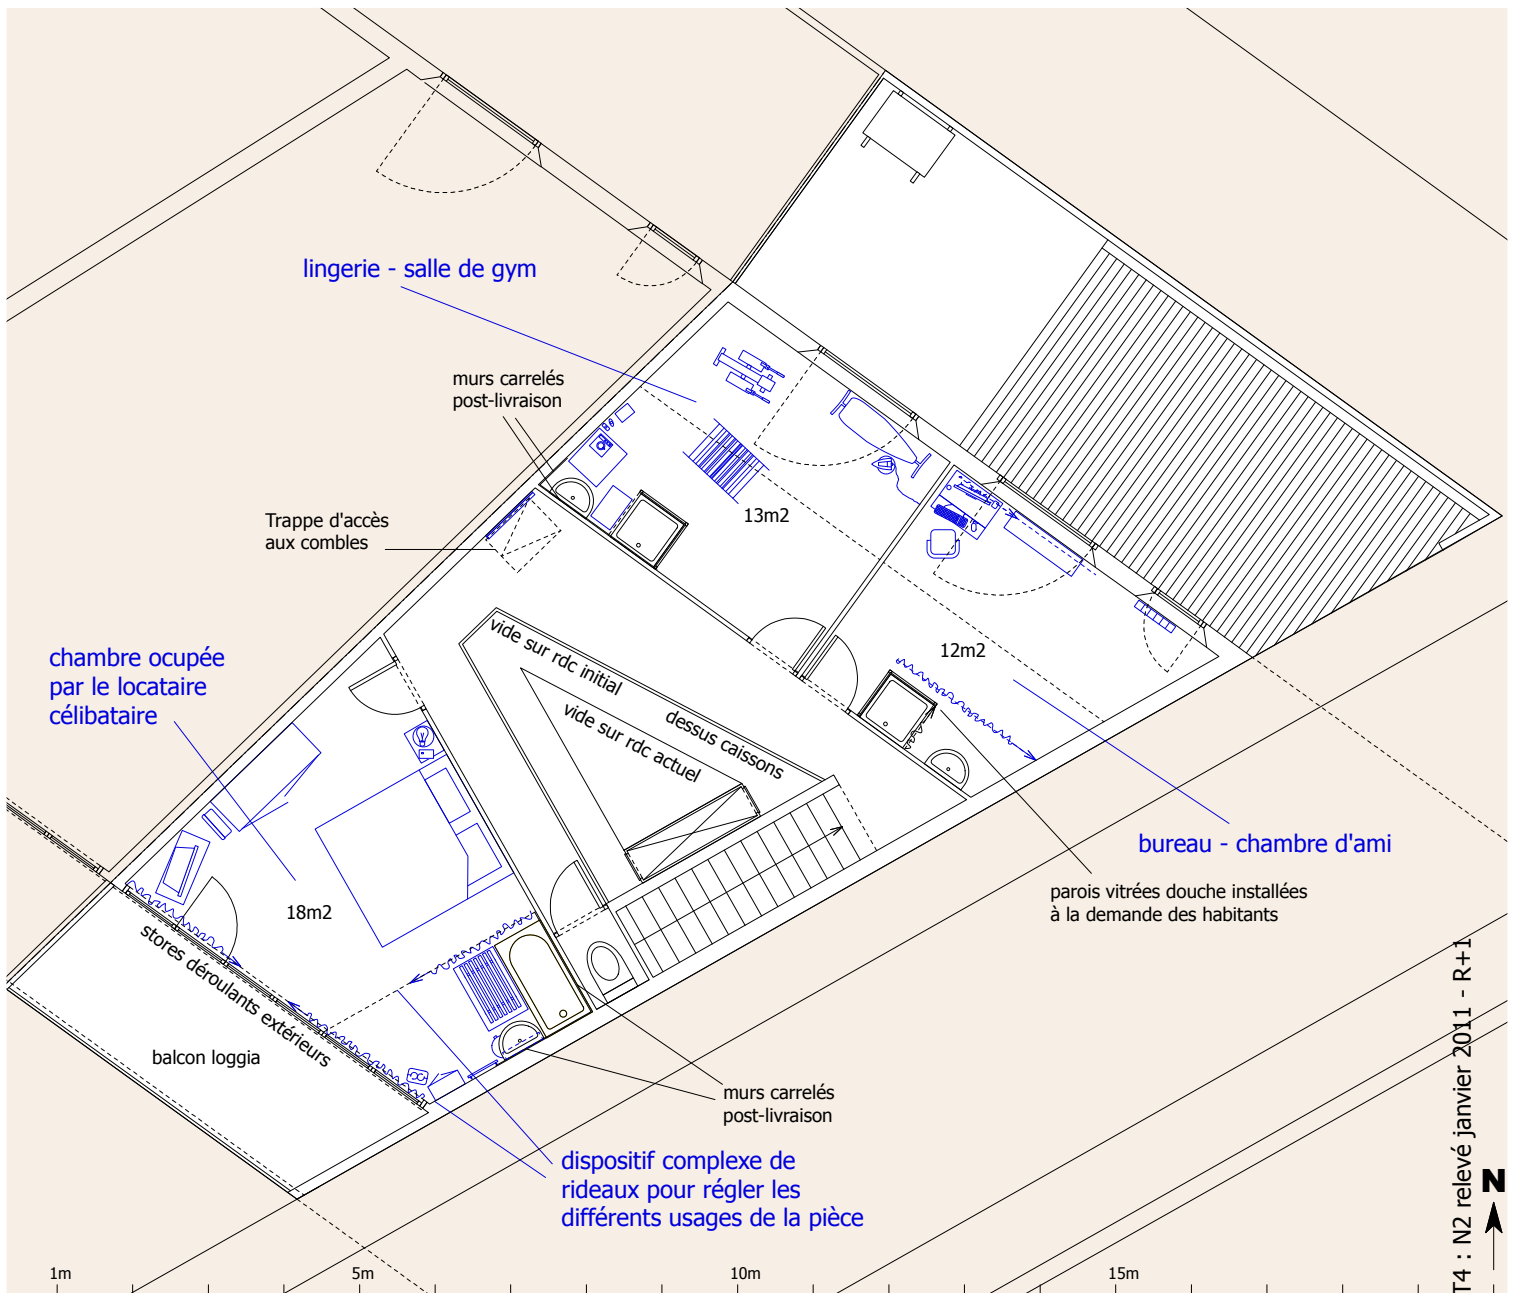 lingerie - salle de gym
murs carrelés
post-livraison
Trappe d'accès
aux combles
13m2
12m2
chambre ocupée
par le locataire
célibataire
vide sur rdc initial
dessus caissons
vide sur rdc actuel
bureau - chambre d'ami
parois vitrées douche installées
à la demande des habitants
18m2
stores déroulants extérieurs
balcon loggia
murs carrelés
post-livraison
dispositif complexe de
rideaux pour régler les
différents usages de la pièce
T4 : N2 relevé janvier 2011 - R+1
N
1m
5m
10m
15m